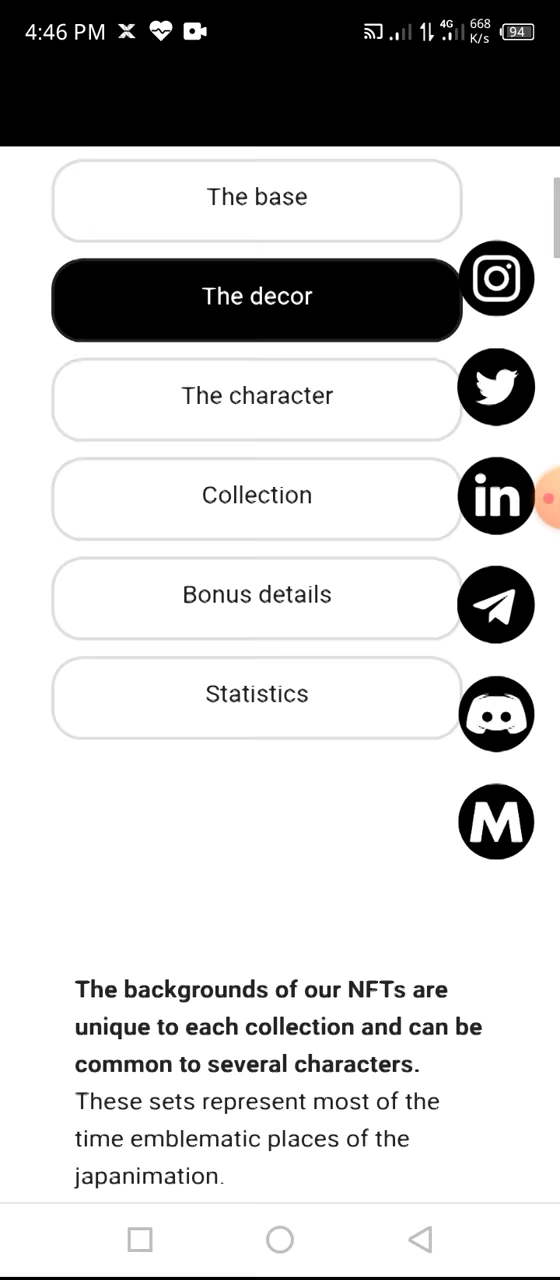 4:46 PM
4G
668
K/s
94
The base
The decor
The character
Collection
in
Bonus details
Statistics
M
The backgrounds of our NFTs are
unique to each collection and can be
common to several characters.
These sets represent most of the
time emblematic places of the
japanimation.